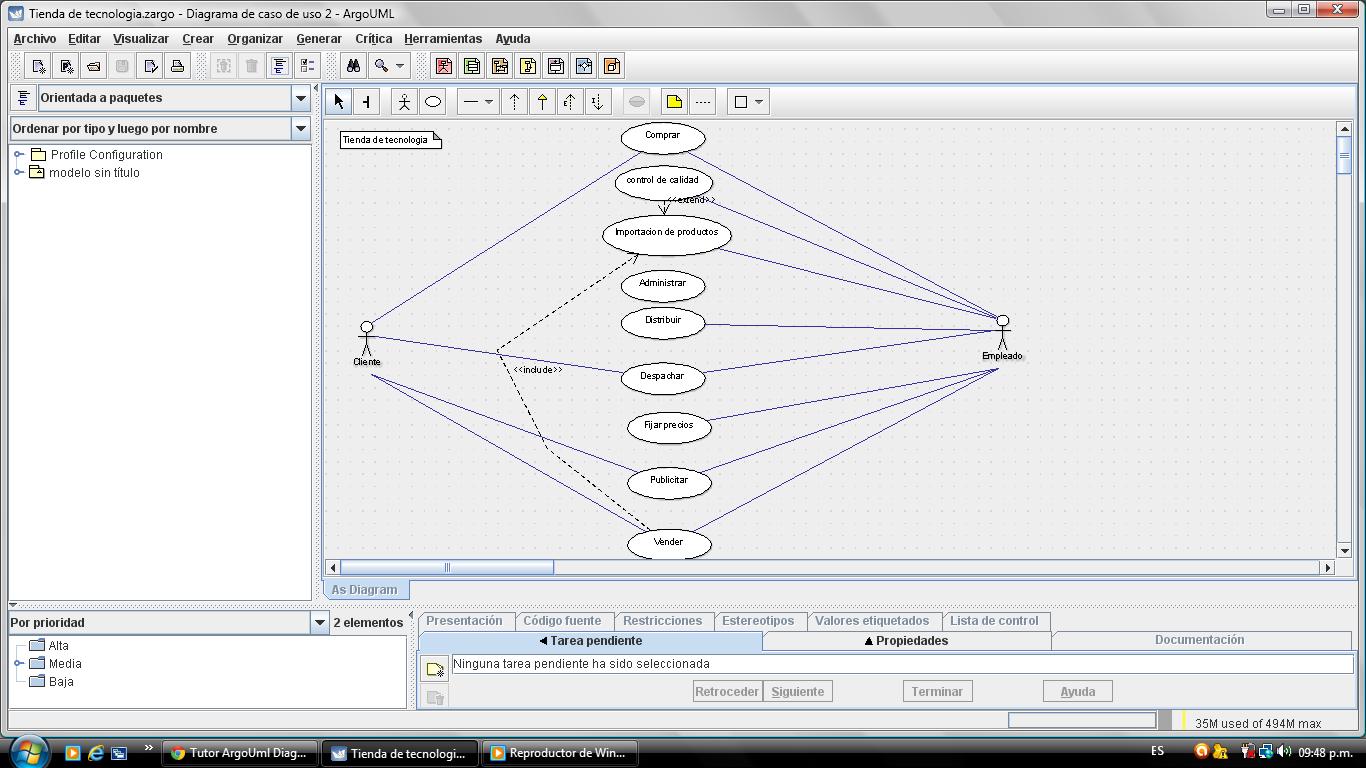 Tienda de tecnologia.zargo - Diagrama de caso de uso 2 - ArgoUML
Archivo Editar Visualizar Crear Organizar Generar Crítica Herramientas Ayuda
Orientada a paquetes
Ordenar por tipo y luego por nombre
Profile Configuration
modelo sin título
Tienda de tecnologia
Comprar
control de calidad
<<extend>>
Importacion de productos
Administrar
Distribuir
Cliente
Empleado
<<include>>
Despachar
Fijar precios
Publicitar
Vender
As Diagram
Por prioridad
2 elementos
Alta
Media
Baja
Presentación Código fuente Restricciones Estereotipos Valores etiquetados Lista de control
Tarea pendiente Propiedades Documentación
Ninguna tarea pendiente ha sido seleccionada
Retroceder Siguiente Terminar Ayuda
35M used of 494M max
» Tutor ArgoUml Diag... Tienda de tecnologi... Reproductor de Win... ES 09:48 p.m.